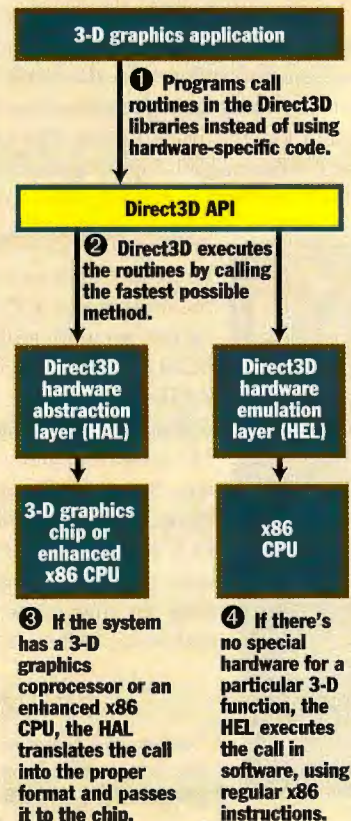 3-D graphics application
❶ Programs call
routines in the Direct3D
libraries instead of using
hardware-specific code.
Direct3D API
❷ Direct3D executes
the routines by calling
the fastest possible
method.
Direct3D
hardware
abstraction
layer (HAL)
Direct3D
hardware
emulation
layer (HEL)
3-D graphics
chip or
enhanced
x86 CPU
x86
CPU
❸ If the system
has a 3-D
graphics
coprocessor or an
enhanced x86
CPU, the HAL
translates the call
into the proper
format and passes
it to the chip.
❹ If there's
no special
hardware for a
particular 3-D
function, the
HEL executes
the call in
software, using
regular x86
instructions.